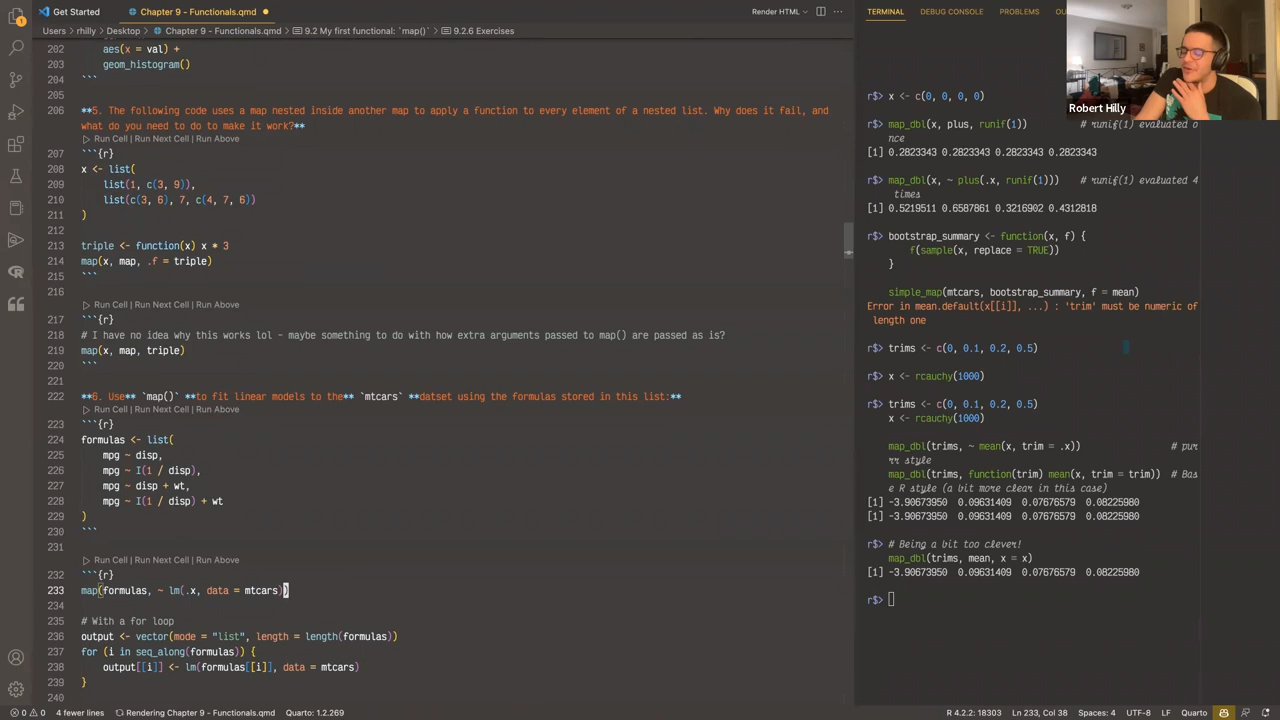 Get Started
Chapter 9 - Functionals.qmd
Render HTML
TERMINAL
DEBUG CONSOLE
PROBLEMS
OU
Users > rhilly > Desktop > Chapter 9 - Functionals.qmd > 9.2 My first functional: `map()` > 9.2.6 Exercises
202 aes(x = val) +
203 geom_histogram()
204 ```
205
206 **5. The following code uses a map nested inside another map to apply a function to every element of a nested list. Why does it fail, and
what do you need to do to make it work?**
Run Cell | Run Next Cell | Run Above
207 ```{r}
208 x <- list(
209 list(1, c(3, 9)),
210 list(c(3, 6), 7, c(4, 7, 6))
211 )
212
213 triple <- function(x) x * 3
214 map(x, map, .f = triple)
215 ```
216
Run Cell | Run Next Cell | Run Above
217 ```{r}
218 # I have no idea why this works lol - maybe something to do with how extra arguments passed to map() are passed as is?
219 map(x, map, triple)
220 ```
221
222 **6. Use** `map()` **to fit linear models to the** `mtcars` **datset using the formulas stored in this list:**
Run Cell | Run Next Cell | Run Above
223 ```{r}
224 formulas <- list(
225 mpg ~ disp,
226 mpg ~ I(1 / disp),
227 mpg ~ disp + wt,
228 mpg ~ I(1 / disp) + wt
229 )
230 ```
231
Run Cell | Run Next Cell | Run Above
232 ```{r}
233 map(formulas, ~ lm(.x, data = mtcars))
234
235 # With a for loop
236 output <- vector(mode = "list", length = length(formulas))
237 for (i in seq_along(formulas)) {
238 output[[i]] <- lm(formulas[[i]], data = mtcars)
239 }
240
r$> x <- c(0, 0, 0, 0)
r$> map_dbl(x, plus, runif(1)) # runif(1) evaluated o
nce
[1] 0.2823343 0.2823343 0.2823343 0.2823343
r$> map_dbl(x, ~ plus(.x, runif(1))) # runif(1) evaluated 4
times
[1] 0.5219511 0.6587861 0.3216902 0.4312818
r$> bootstrap_summary <- function(x, f) {
f(sample(x, replace = TRUE))
}
simple_map(mtcars, bootstrap_summary, f = mean)
Error in mean.default(x[[i]], ...) : 'trim' must be numeric of
length one
r$> trims <- c(0, 0.1, 0.2, 0.5)
r$> x <- rcauchy(1000)
r$> trims <- c(0, 0.1, 0.2, 0.5)
x <- rcauchy(1000)
map_dbl(trims, ~ mean(x, trim = .x)) # pur
rr style
map_dbl(trims, function(trim) mean(x, trim = trim)) # Bas
e R style (a bit more clear in this case)
[1] -3.90673950 0.09631409 0.07676579 0.08225980
[1] -3.90673950 0.09631409 0.07676579 0.08225980
r$> # Being a bit too clever!
map_dbl(trims, mean, x = x)
[1] -3.90673950 0.09631409 0.07676579 0.08225980
r$>
Robert Hilly
0 0 4 fewer lines Rendering Chapter 9 - Functionals.qmd Quarto: 1.2.269
R 4.2.2: 18303 Ln 233, Col 38 Spaces: 4 UTF-8 LF Quarto